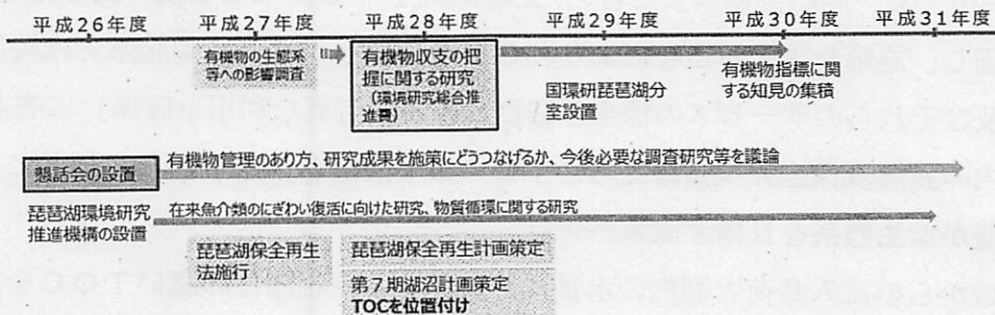 平成26年度 平成27年度 平成28年度 平成29年度 平成30年度 平成31年度
有機物の生態系
等への影響調査
有機物収支の把
握に関する研究
(環境研究総合推
進費)
国環研琵琶湖分
室設置
有機物指標に関
する知見の集積
懇話会の設置
有機物管理のあり方、研究成果を施策にどうつなげるか、今後必要な調査研究等を議論
琵琶湖環境研究
推進機構の設置
在来魚介類のにぎわい復活に向けた研究、物質循環に関する研究
琵琶湖保全再生
法施行
琵琶湖保全再生計画策定
第7期湖沼計画策定
TOCを位置付け